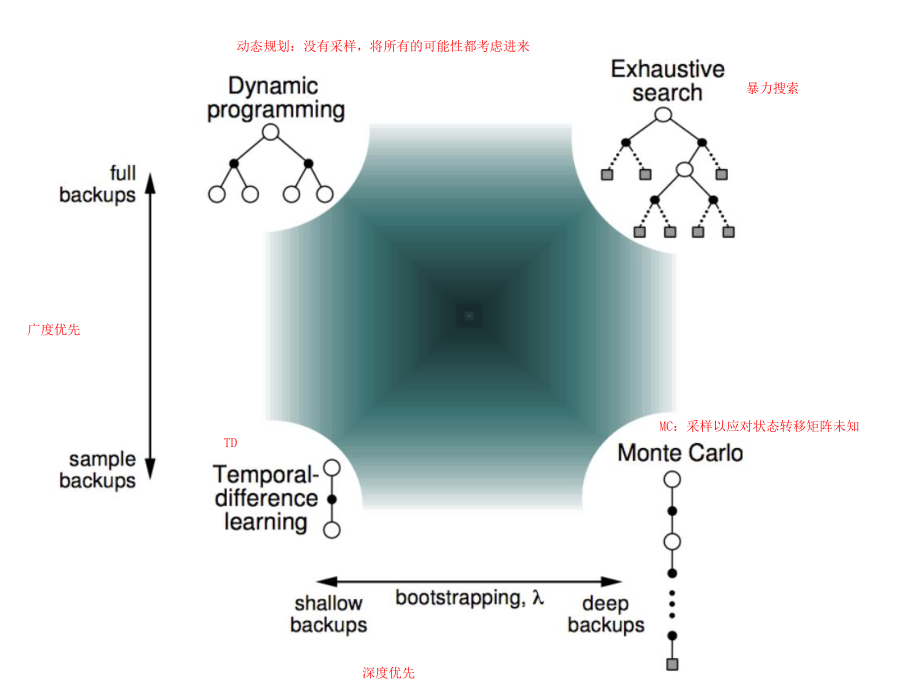 动态规划：没有采样，将所有的可能性都考虑进来
Dynamic
programming
Exhaustive
search
暴力搜索
full
backups
广度优先
sample
backups
TD
Temporal-
difference
learning
MC：采样以应对状态转移矩阵未知
Monte Carlo
shallow
backups
bootstrapping, λ
deep
backups
深度优先